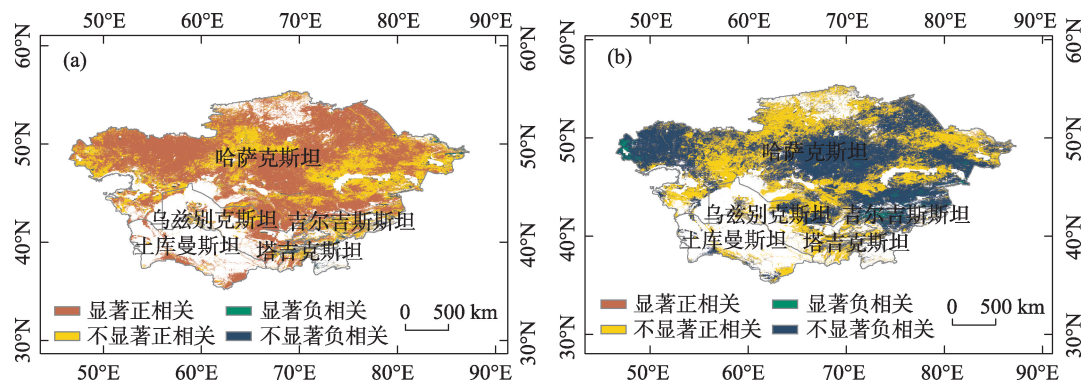 50°E 60°E 70°E 80°E 90°E
50°E 60°E 70°E 80°E 90°E
(a)
60°N
50°N
40°N
30°N
60°N
50°N
40°N
30°N
哈萨克斯坦
乌兹别克斯坦 吉尔吉斯斯坦
土库曼斯坦 塔吉克斯坦
显著正相关 显著负相关
不显著正相关 不显著负相关
0 500 km
50°E 60°E 70°E 80°E 90°E
(b)
60°N
50°N
40°N
30°N
哈萨克斯坦
乌兹别克斯坦 吉尔吉斯斯坦
土库曼斯坦 塔吉克斯坦
显著正相关 显著负相关
不显著正相关 不显著负相关
0 500 km
50°E 60°E 70°E 80°E 90°E